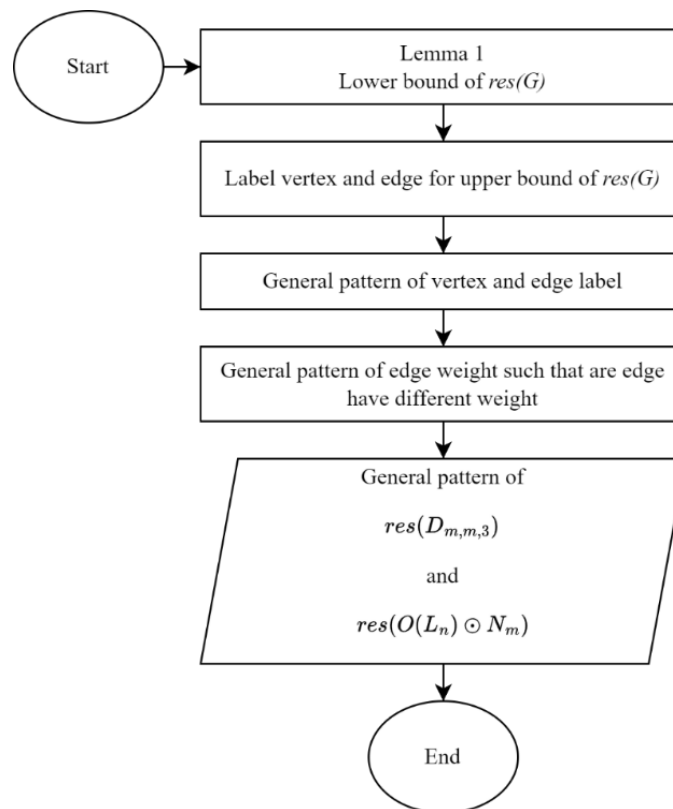 Start
Lemma 1
Lower bound of res(G)
Label vertex and edge for upper bound of res(G)
General pattern of vertex and edge label
General pattern of edge weight such that are edge
have different weight
General pattern of
res(D_{m,m,3})
and
res(O(L_n) ⊙ N_m)
End